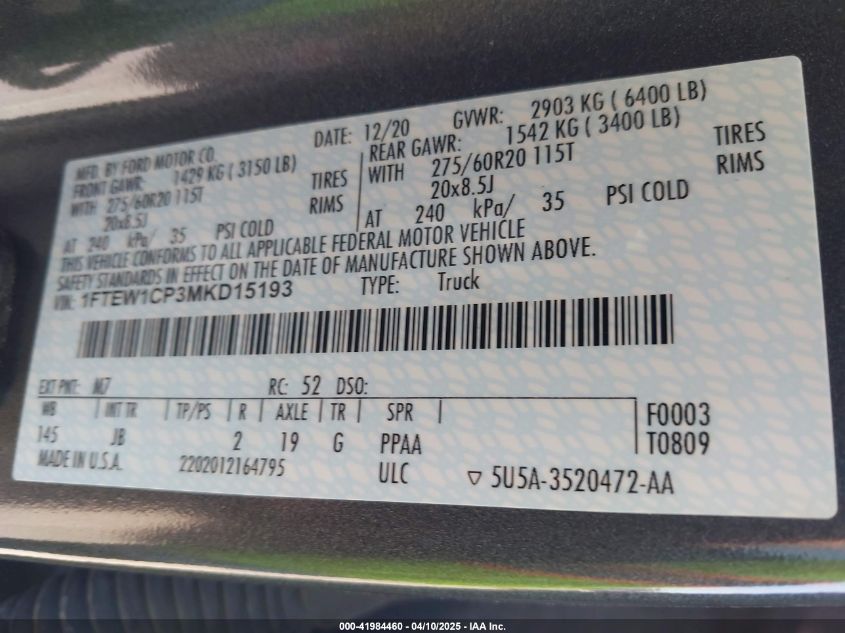 MFD. BY FORD MOTOR CO.
DATE: 12/20 GVWR: 2903 KG ( 6400 LB)
FRONT GAWR: 1429 KG ( 3150 LB)
WITH 275/60R20 115T TIRES
20x8.5J RIMS
AT 240 kPa/ 35 PSI COLD
REAR GAWR: 1542 KG ( 3400 LB)
WITH 275/60R20 115T TIRES
20x8.5J RIMS
AT 240 kPa/ 35 PSI COLD
THIS VEHICLE CONFORMS TO ALL APPLICABLE FEDERAL MOTOR VEHICLE
SAFETY STANDARDS IN EFFECT ON THE DATE OF MANUFACTURE SHOWN ABOVE.
VIN: 1FTEW1CP3MKD15193 TYPE: Truck
EXT PNT: M7 RC: 52 DSO:
WB INT TR TP/PS R AXLE TR SPR F0003
145 JB 2 19 G PPAA T0809
MADE IN U.S.A. 2202012164795 ULC ▽ 5U5A-3520472-AA
000-41984460 - 04/10/2025 - IAA Inc.